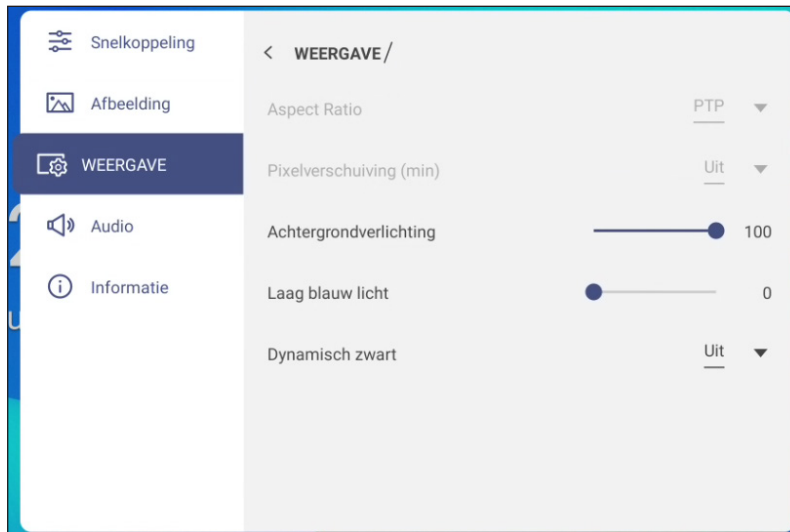 Snelkoppeling
Afbeelding
WEERGAVE
Audio
Informatie
WEERGAVE/
Aspect Ratio PTP
Pixelverschuiving (min) Uit
Achtergrondverlichting 100
Laag blauw licht 0
Dynamisch zwart Uit